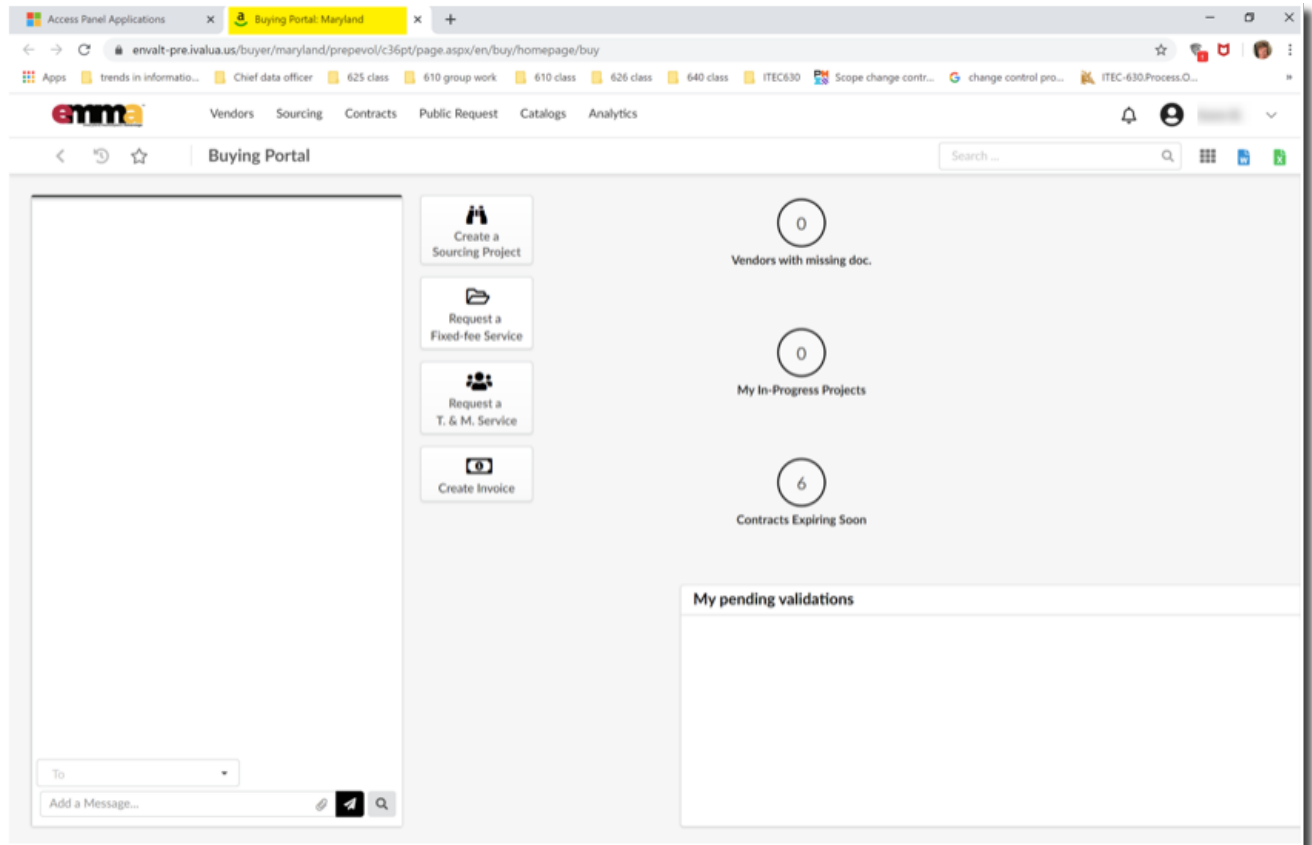 Access Panel Applications
Buying Portal: Maryland
envalt-pre.ivalua.us/buyer/maryland/prepevol/c36pt/page.aspx/en/buy/homepage/buy
Apps trends in informatio... Chief data officer 625 class 610 group work 610 class 626 class 640 class ITEC630 Scope change contr... G change control pro... ITEC-630.Process.O... »
emma Vendors Sourcing Contracts Public Request Catalogs Analytics
Buying Portal Search ...
Create a
Sourcing Project
Request a
Fixed-fee Service
Request a
T. & M. Service
Create Invoice
0
Vendors with missing doc.
0
My In-Progress Projects
6
Contracts Expiring Soon
My pending validations
To
Add a Message...